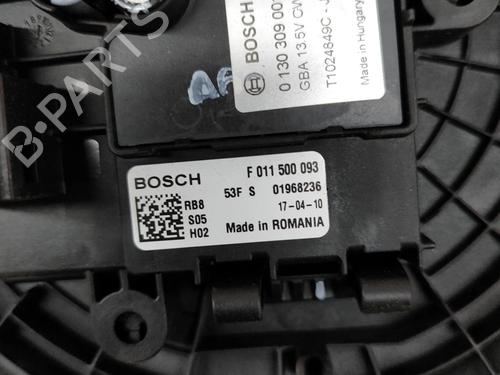 BOSCH
0 130 309 00
GBA 13.5V
T1024849C
Made in Hungary
BOSCH
F 011 500 093
53F S 01968236
RB8
S05 17-04-10
H02 Made in ROMANIA
B-PARTS